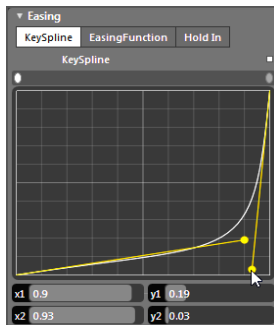 Easing
KeySpline EasingFunction Hold In
KeySpline
x1 0.9 y1 0.19
x2 0.93 y2 0.03